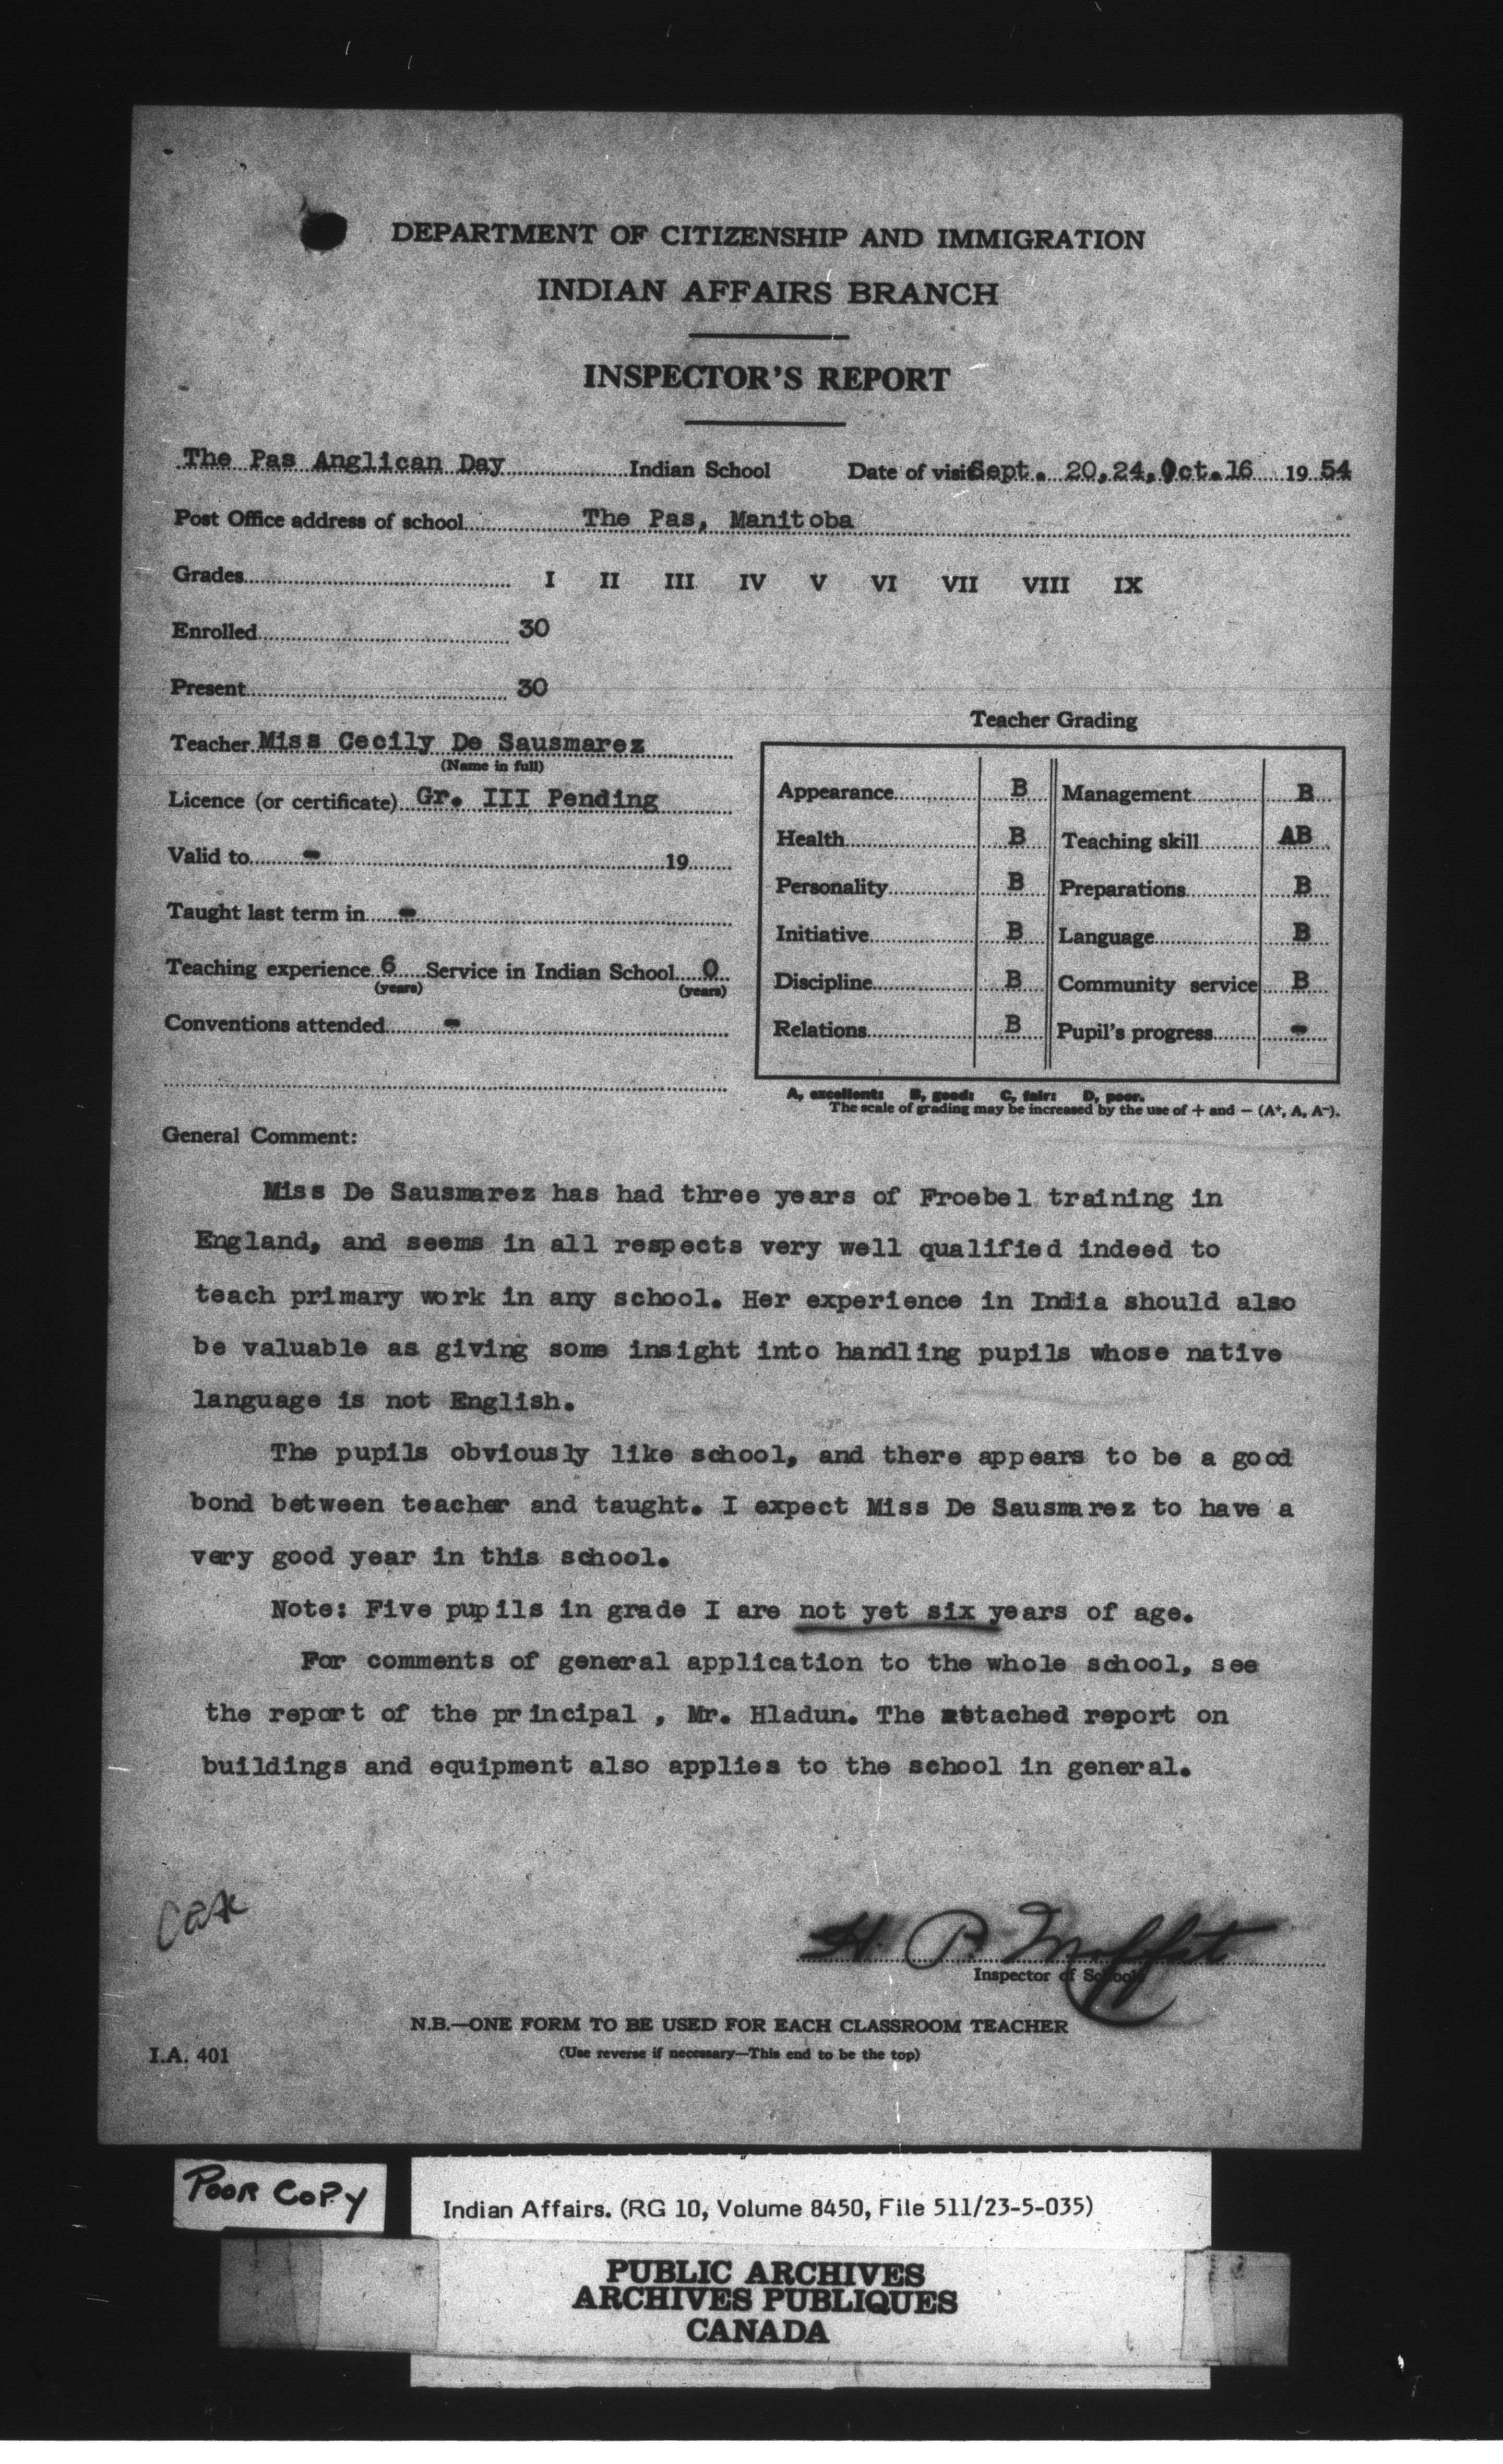 DEPARTMENT OF CITIZENSHIP AND IMMIGRATION
INDIAN AFFAIRS BRANCH
INSPECTOR'S REPORT
The Pas Anglican Day Indian School Date of visit Sept. 20,24,Oct.16 19 54
Post Office address of school The Pas, Manitoba
Grades I II III IV V VI VII VIII IX
Enrolled 30
Present 30
Teacher Grading
Teacher Miss Cecily De Sausmarez
(Name in full)
Licence (or certificate) Gr. III Pending
Valid to - 19
Taught last term in -
Teaching experience 6 Service in Indian School 0
(years) (years)
Conventions attended -
Appearance B Management B
Health B Teaching skill AB
Personality B Preparations B
Initiative B Language B
Discipline B Community service B
Relations B Pupil's progress -
A, excellent: B, good: C, fair: D, poor.
The scale of grading may be increased by the use of + and − (A+, A, A−).
General Comment:
Miss De Sausmarez has had three years of Froebel training in
England, and seems in all respects very well qualified indeed to
teach primary work in any school. Her experience in India should also
be valuable as giving some insight into handling pupils whose native
language is not English.
The pupils obviously like school, and there appears to be a good
bond between teacher and taught. I expect Miss De Sausmarez to have a
very good year in this school.
Note: Five pupils in grade I are not yet six years of age.
For comments of general application to the whole school, see
the report of the principal , Mr. Hladun. The attached report on
buildings and equipment also applies to the school in general.
H. P. Moffat
Inspector of Schools
N.B.—ONE FORM TO BE USED FOR EACH CLASSROOM TEACHER
I.A. 401 (Use reverse if necessary—This end to be the top)
POOR COPY
Indian Affairs. (RG 10, Volume 8450, File 511/23-5-035)
PUBLIC ARCHIVES
ARCHIVES PUBLIQUES
CANADA